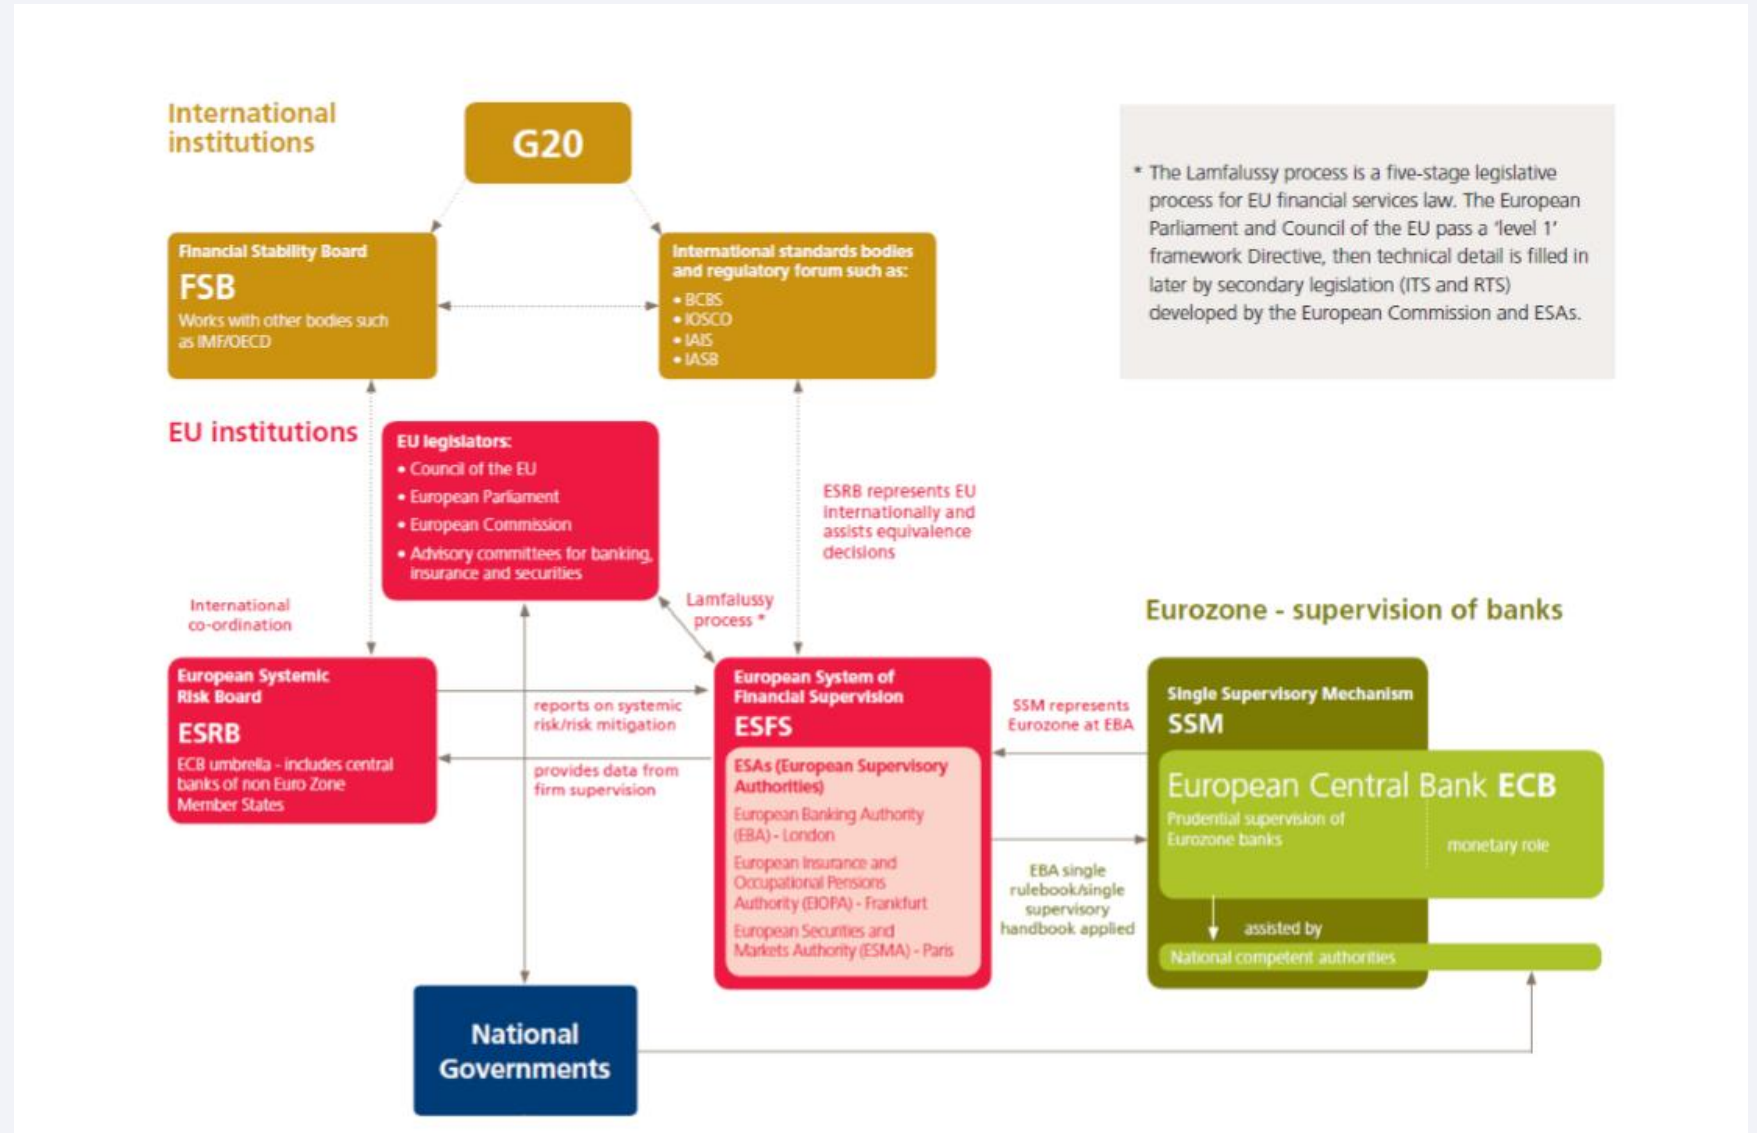 International
institutions
G20
* The Lamfalussy process is a five-stage legislative
process for EU financial services law. The European
Parliament and Council of the EU pass a ‘level 1’
framework Directive, then technical detail is filled in
later by secondary legislation (ITS and RTS)
developed by the European Commission and ESAs.
Financial Stability Board
FSB
Works with other bodies such
as IMF/OECD
International standards bodies
and regulatory forum such as:
• BCBS
• IOSCO
• IAIS
• IASB
EU institutions
EU legislators:
• Council of the EU
• European Parliament
• European Commission
• Advisory committees for banking,
insurance and securities
ESRB represents EU
internationally and
assists equivalence
decisions
International
co-ordination
Lamfalussy
process *
Eurozone - supervision of banks
European Systemic
Risk Board
ESRB
ECB umbrella - includes central
banks of non Euro Zone
Member States
reports on systemic
risk/risk mitigation
provides data from
firm supervision
European System of
Financial Supervision
ESFS
ESAs (European Supervisory
Authorities)
European Banking Authority
(EBA) - London
European Insurance and
Occupational Pensions
Authority (EIOPA) - Frankfurt
European Securities and
Markets Authority (ESMA) - Paris
SSM represents
Eurozone at EBA
EBA single
rulebook/single
supervisory
handbook applied
Single Supervisory Mechanism
SSM
European Central Bank ECB
Prudential supervision of
Eurozone banks
monetary role
assisted by
National competent authorities
National
Governments